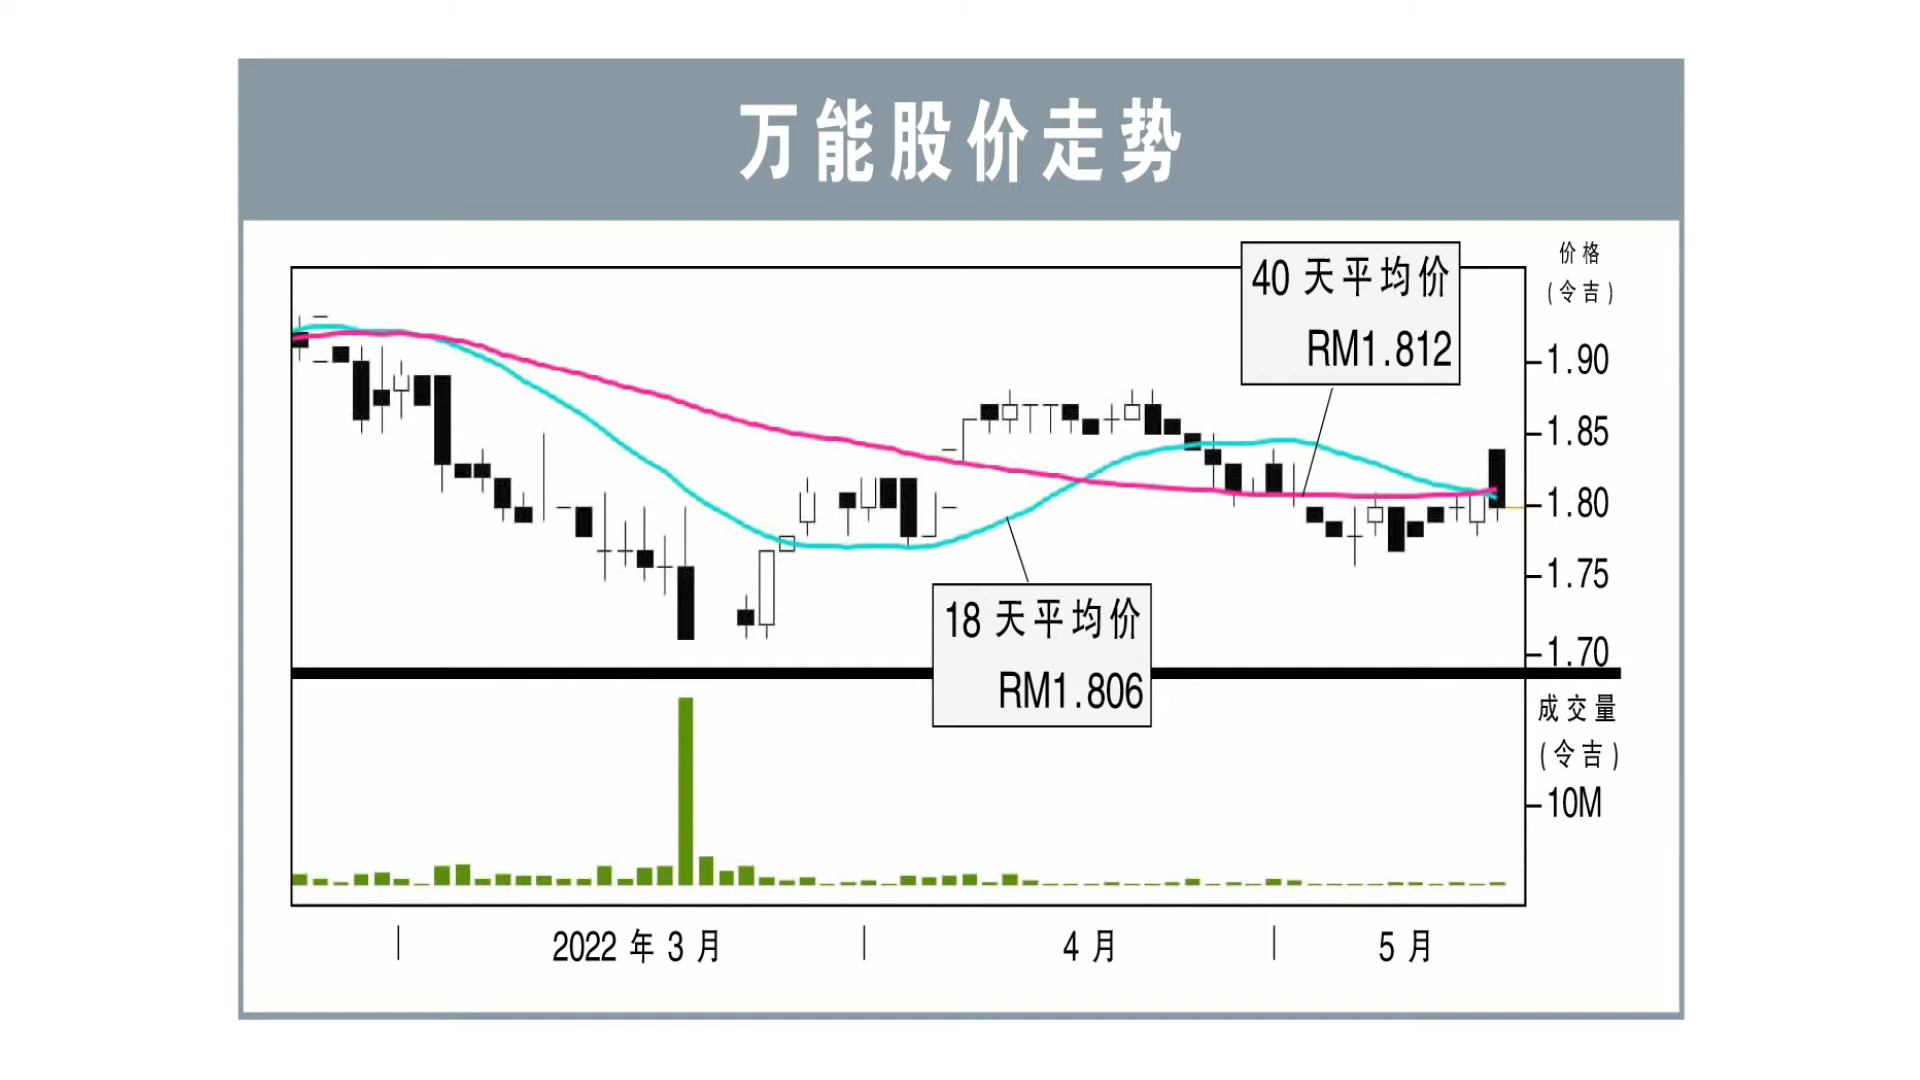 万能股价走势
40 天平均价
RM1.812
价格
(令吉)
1.90
1.85
1.80
1.75
1.70
18 天平均价
RM1.806
成交量
(令吉)
10M
2022 年 3 月
4 月
5 月